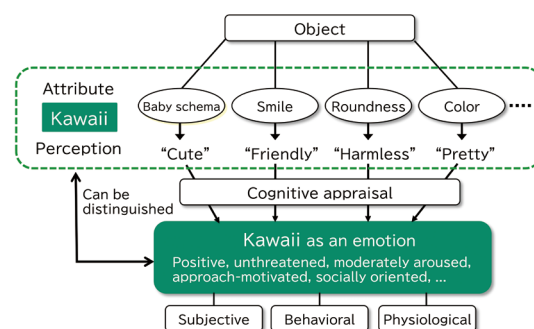 Object
Attribute
Kawaii
Perception
Baby schema
Smile
Roundness
Color
....
“Cute”
“Friendly”
“Harmless”
“Pretty”
Can be
distinguished
Cognitive appraisal
Kawaii as an emotion
Positive, unthreatened, moderately aroused,
approach-motivated, socially oriented, ...
Subjective
Behavioral
Physiological